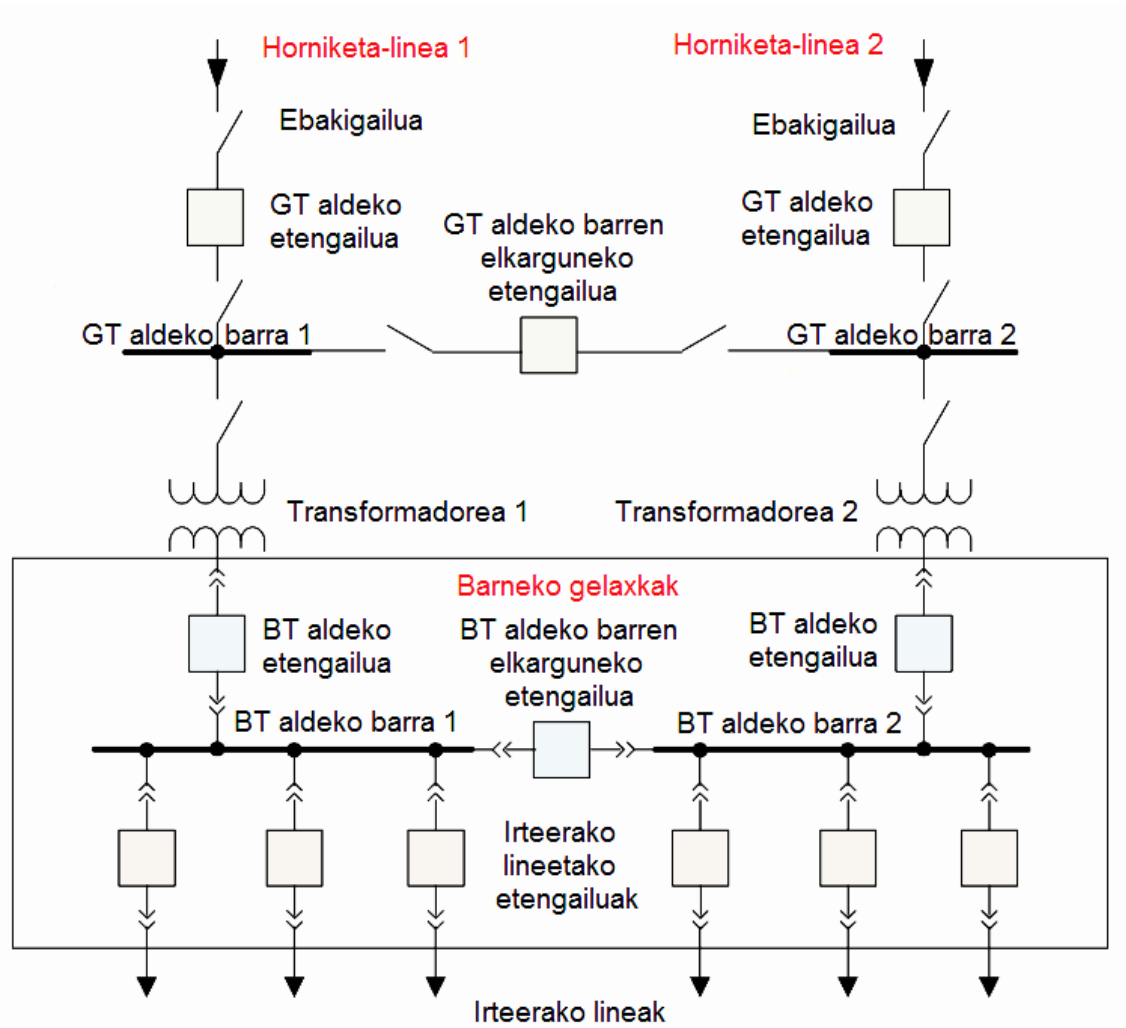 Horniketa-linea 1
Horniketa-linea 2
Ebakigailua
Ebakigailua
GT aldeko
etengailua
GT aldeko barren
elkarguneko
etengailua
GT aldeko
etengailua
GT aldeko barra 1
GT aldeko barra 2
Transformadorea 1
Transformadorea 2
Barneko gelaxkak
BT aldeko
etengailua
BT aldeko barren
elkarguneko
etengailua
BT aldeko
etengailua
BT aldeko barra 1
BT aldeko barra 2
Irteerako
lineetako
etengailuak
Irteerako lineak